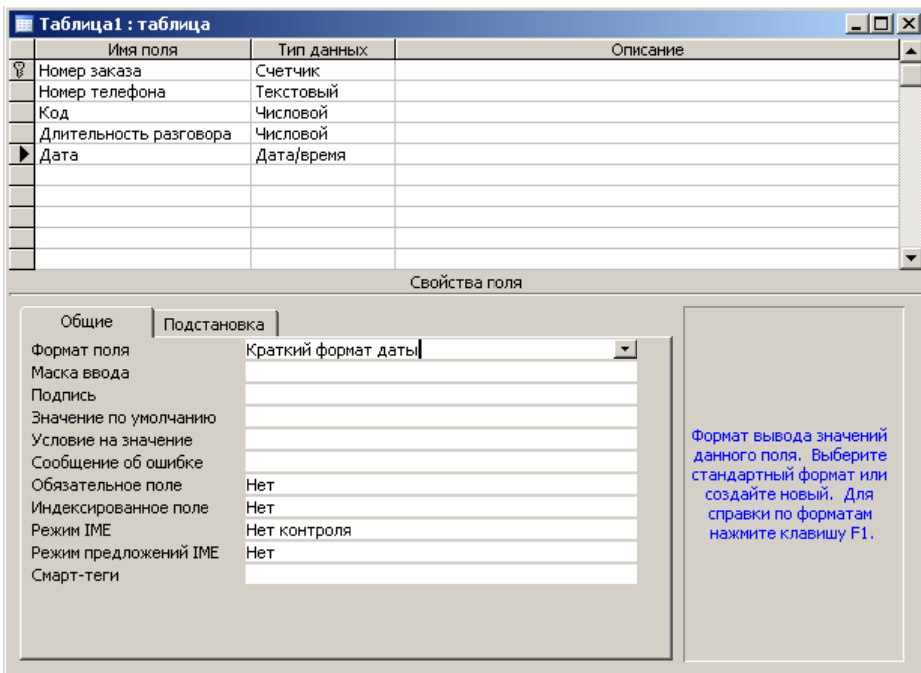 Таблица1 : таблица
Имя поля Тип данных Описание
Номер заказа Счетчик
Номер телефона Текстовый
Код Числовой
Длительность разговора Числовой
Дата Дата/время
Свойства поля
Общие Подстановка
Формат поля Краткий формат даты
Маска ввода
Подпись
Значение по умолчанию
Условие на значение
Сообщение об ошибке
Обязательное поле Нет
Индексированное поле Нет
Режим IME Нет контроля
Режим предложений IME Нет
Смарт-теги
Формат вывода значений
данного поля. Выберите
стандартный формат или
создайте новый. Для
справки по форматам
нажмите клавишу F1.